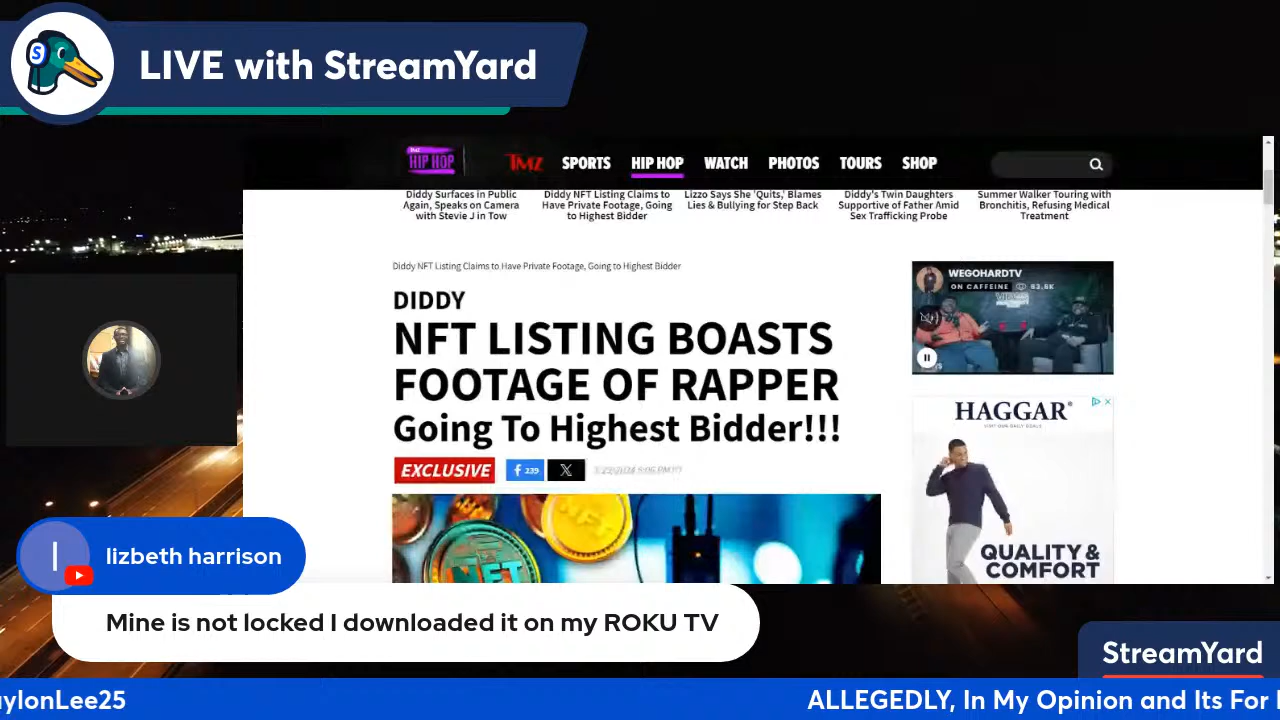 S
LIVE with StreamYard
TMZ
HIP HOP
TMZ
SPORTS
HIP HOP
WATCH
PHOTOS
TOURS
SHOP
Diddy Surfaces in Public
Again, Speaks on Camera
with Stevie J in Tow
Diddy NFT Listing Claims to
Have Private Footage, Going
to Highest Bidder
Lizzo Says She 'Quits,' Blames
Lies & Bullying for Step Back
Diddy's Twin Daughters
Supportive of Father Amid
Sex Trafficking Probe
Summer Walker Touring with
Bronchitis, Refusing Medical
Treatment
Diddy NFT Listing Claims to Have Private Footage, Going to Highest Bidder
DIDDY
NFT LISTING BOASTS
FOOTAGE OF RAPPER
Going To Highest Bidder!!!
EXCLUSIVE
f 239
X
NFT
WEGOHARDTV
ON CAFFEINE 83.6K
HAGGAR®
QUALITY &
COMFORT
l
lizbeth harrison
Mine is not locked I downloaded it on my ROKU TV
StreamYard
aylonLee25
ALLEGEDLY, In My Opinion and Its For